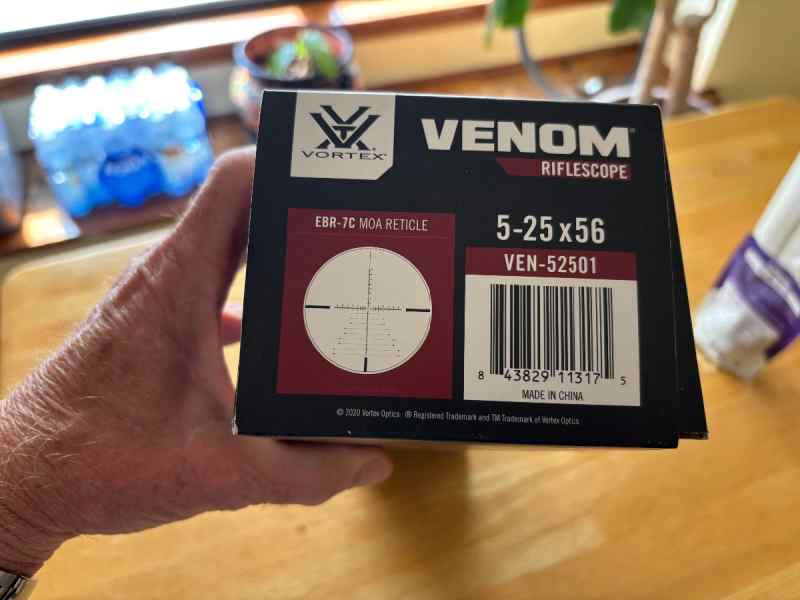 VORTEX®
VENOM®
RIFLESCOPE
EBR-7C MOA RETICLE
5-25x56
VEN-52501
8 43829 11317 5
MADE IN CHINA
© 2020 Vortex Optics ® Registered Trademark and TM Trademark of Vortex Optics